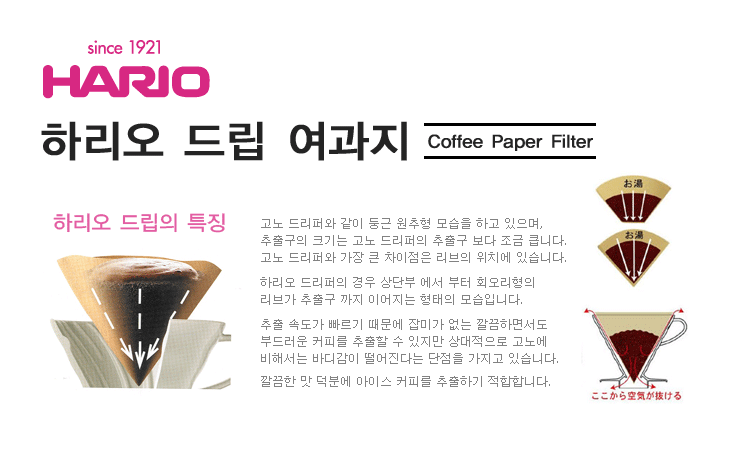 since 1921
HARIO
하리오 드립 여과지
Coffee Paper Filter
하리오 드립의 특징
고노 드리퍼와 같이 둥근 원추형 모습을 하고 있으며,
추출구의 크기는 고노 드리퍼의 추출구 보다 조금 큽니다.
고노 드리퍼와 가장 큰 차이점은 리브의 위치에 있습니다.
하리오 드리퍼의 경우 상단부 에서 부터 회오리형의
리브가 추출구 까지 이어지는 형태의 모습입니다.
추출 속도가 빠르기 때문에 잡미가 없는 깔끔하면서도
부드러운 커피를 추출할 수 있지만 상대적으로 고노에
비해서는 바디감이 떨어진다는 단점을 가지고 있습니다.
깔끔한 맛 덕분에 아이스 커피를 추출하기 적합합니다.
お湯
お湯
ここから空気が抜ける